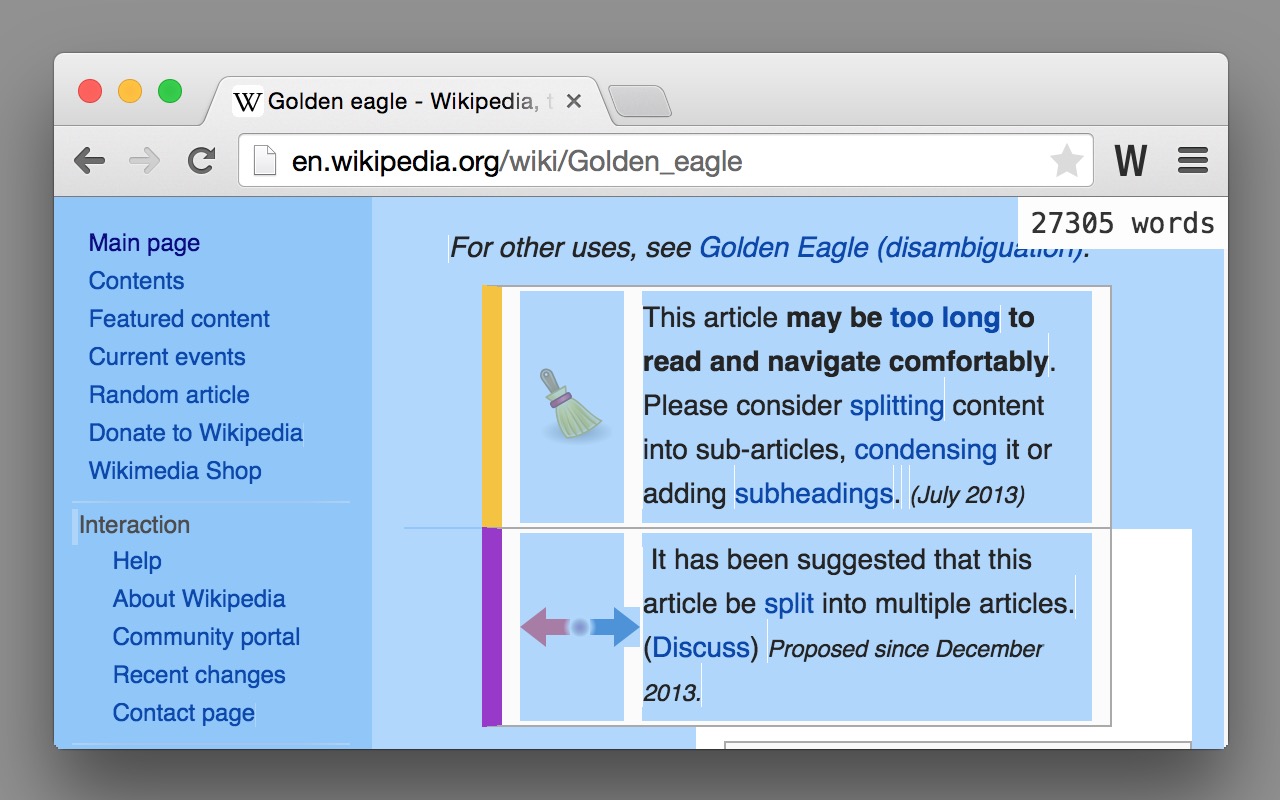 W Golden eagle - Wikipedia, t
en.wikipedia.org/wiki/Golden_eagle
W
27305 words
Main page
Contents
Featured content
Current events
Random article
Donate to Wikipedia
Wikimedia Shop
Interaction
Help
About Wikipedia
Community portal
Recent changes
Contact page
For other uses, see Golden Eagle (disambiguation).
This article may be too long to
read and navigate comfortably.
Please consider splitting content
into sub-articles, condensing it or
adding subheadings. (July 2013)
It has been suggested that this
article be split into multiple articles.
(Discuss) Proposed since December
2013.